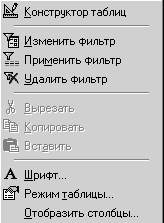 Конструктор таблиц
Изменить фильтр
Применить фильтр
Удалить фильтр
Вырезать
Копировать
Вставить
Шрифт...
Режим таблицы...
Отобразить столбцы...